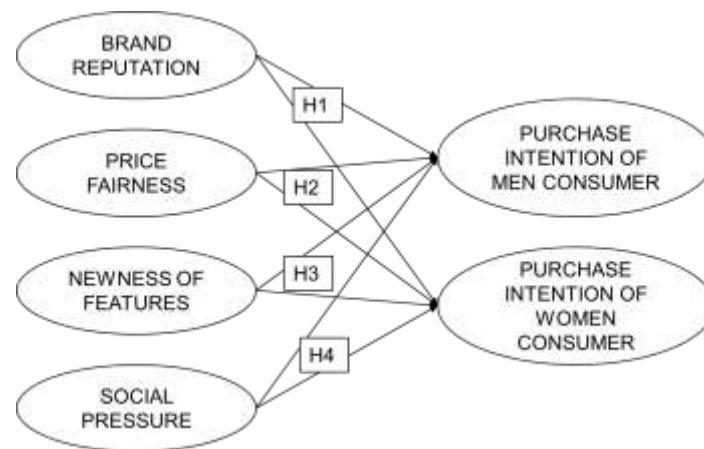 BRAND
REPUTATION
H1
PURCHASE
INTENTION OF
MEN CONSUMER
PRICE
FAIRNESS
H2
NEWNESS OF
FEATURES
H3
PURCHASE
INTENTION OF
WOMEN
CONSUMER
H4
SOCIAL
PRESSURE